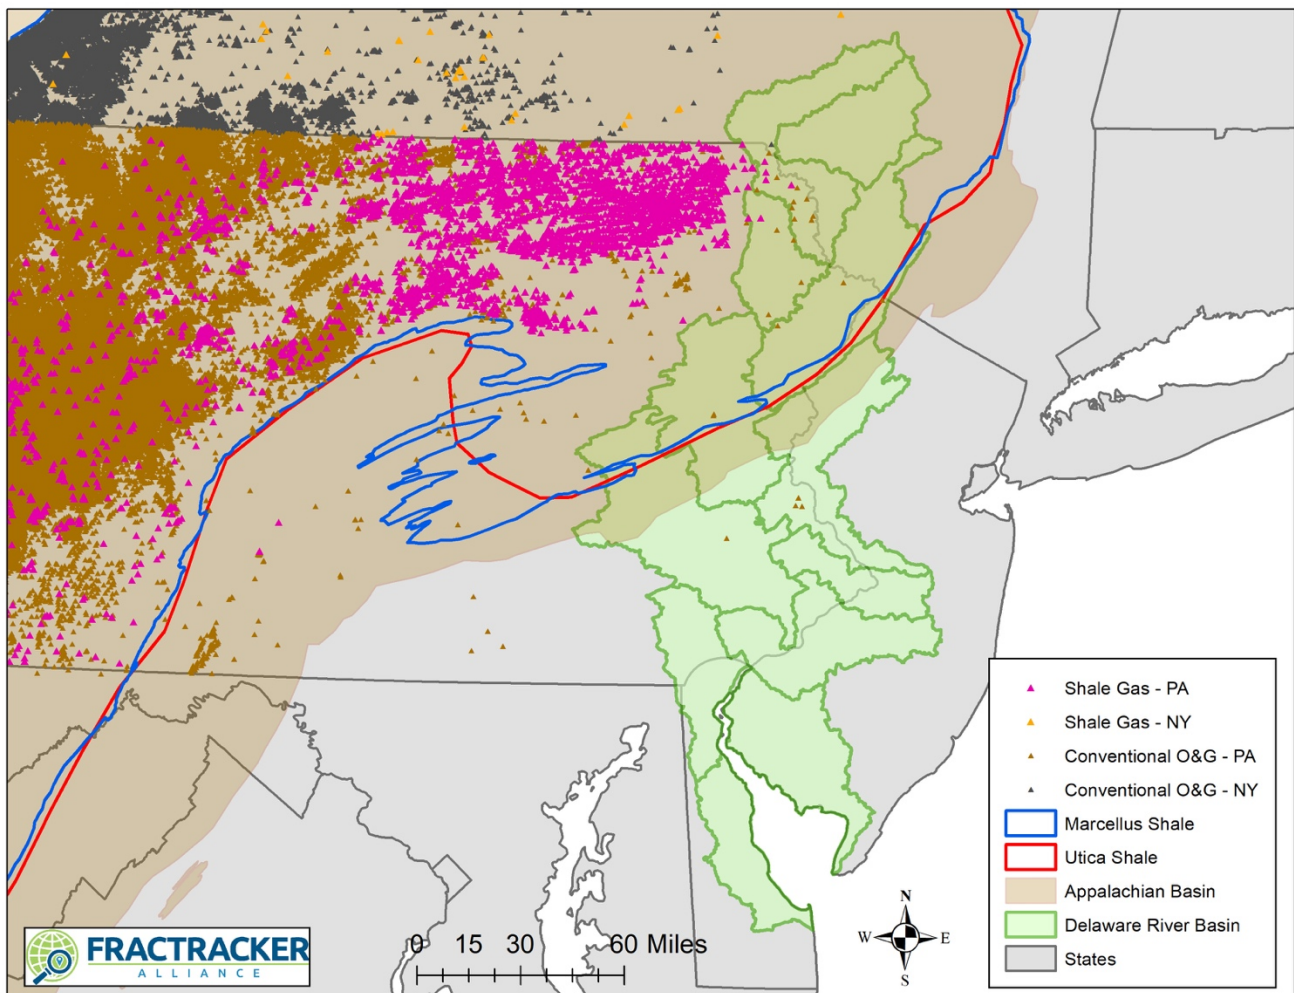 Shale Gas - PA
Shale Gas - NY
Conventional O&G - PA
Conventional O&G - NY
Marcellus Shale
Utica Shale
Appalachian Basin
Delaware River Basin
States
N
W E
S
0 15 30 60 Miles
FRACTRACKER
ALLIANCE